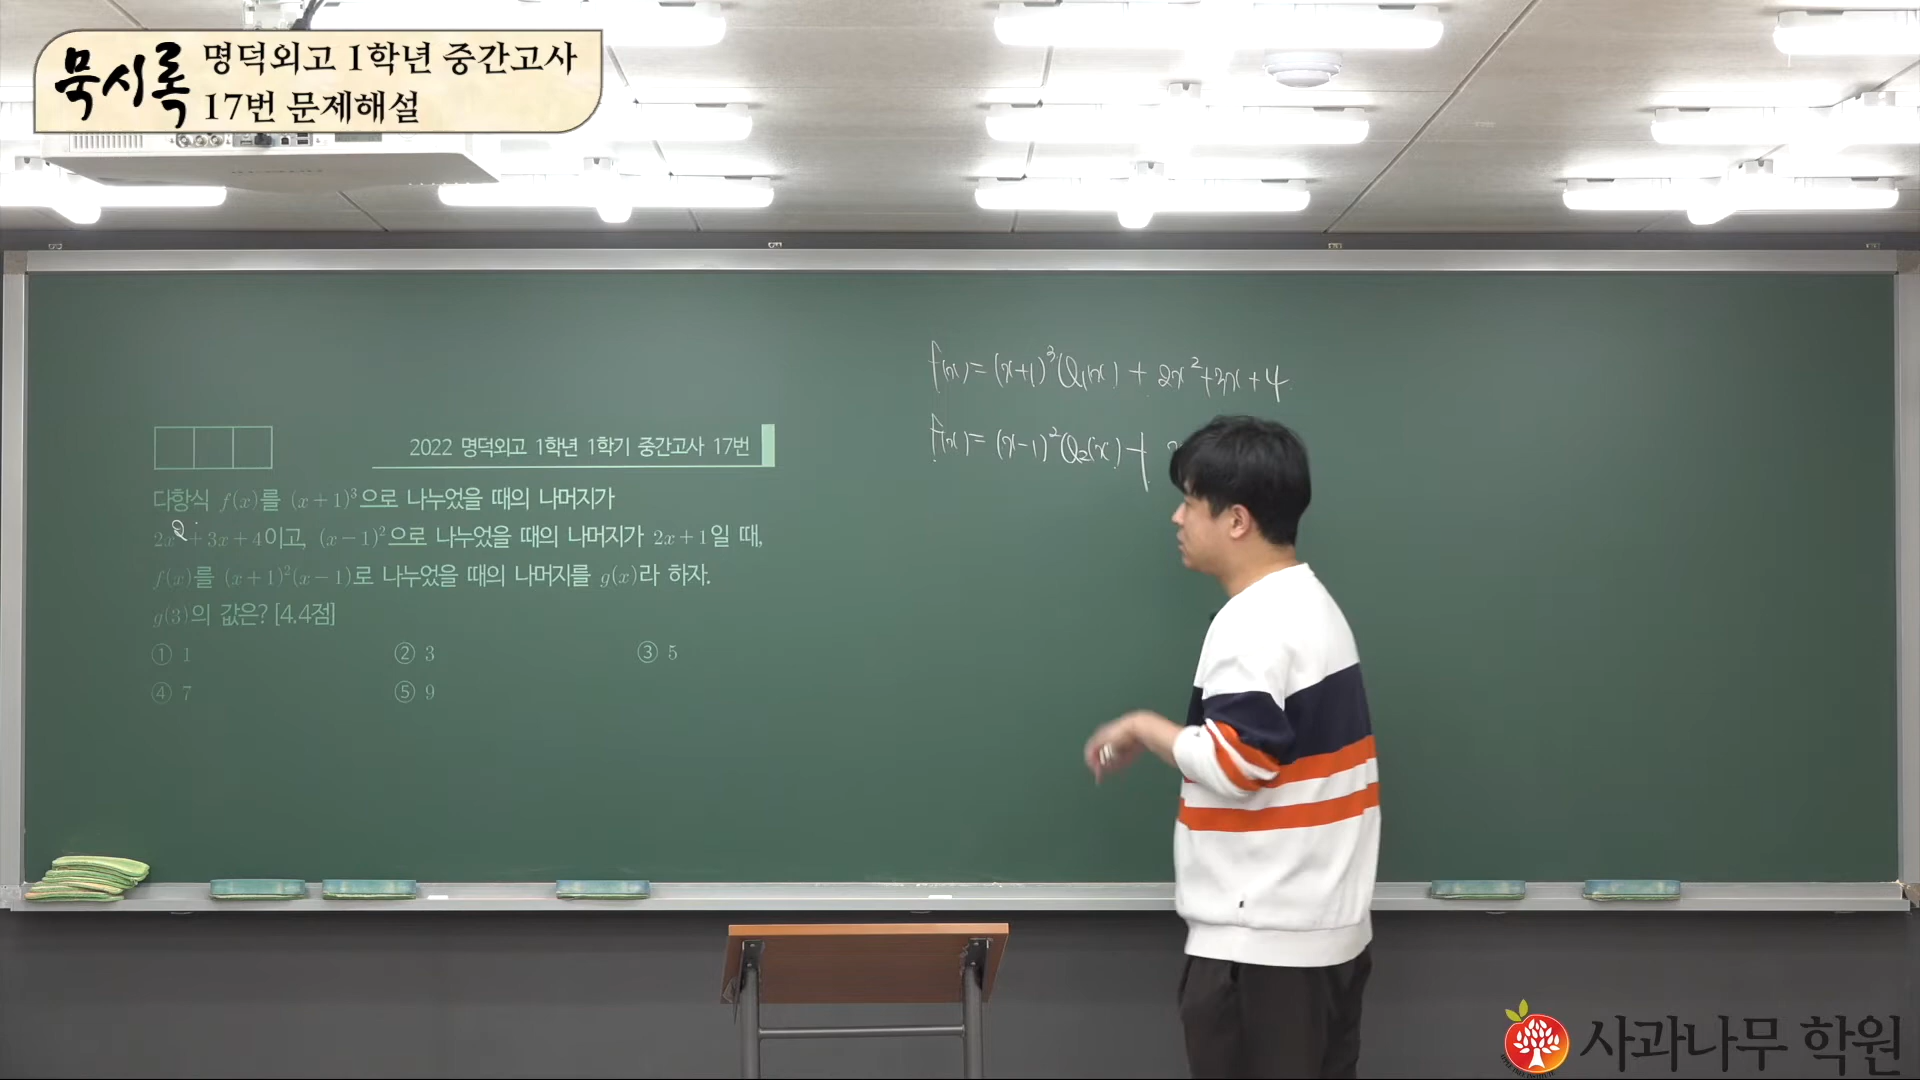 묵시록
명덕외고 1학년 중간고사
17번 문제해설
2022 명덕외고 1학년 1학기 중간고사 17번
다항식 f(x)를 (x+1)³으로 나누었을 때의 나머지가
2x²+3x+4이고, (x-1)²으로 나누었을 때의 나머지가 2x+1일 때,
f(x)를 (x+1)²(x-1)로 나누었을 때의 나머지를 g(x)라 하자.
g(3)의 값은? [4.4점]
① 1 ② 3 ③ 5
④ 7 ⑤ 9
f(x)=(x+1)³Q₁(x)+2x²+3x+4
f(x)=(x-1)²Q₂(x)+
사과나무 학원